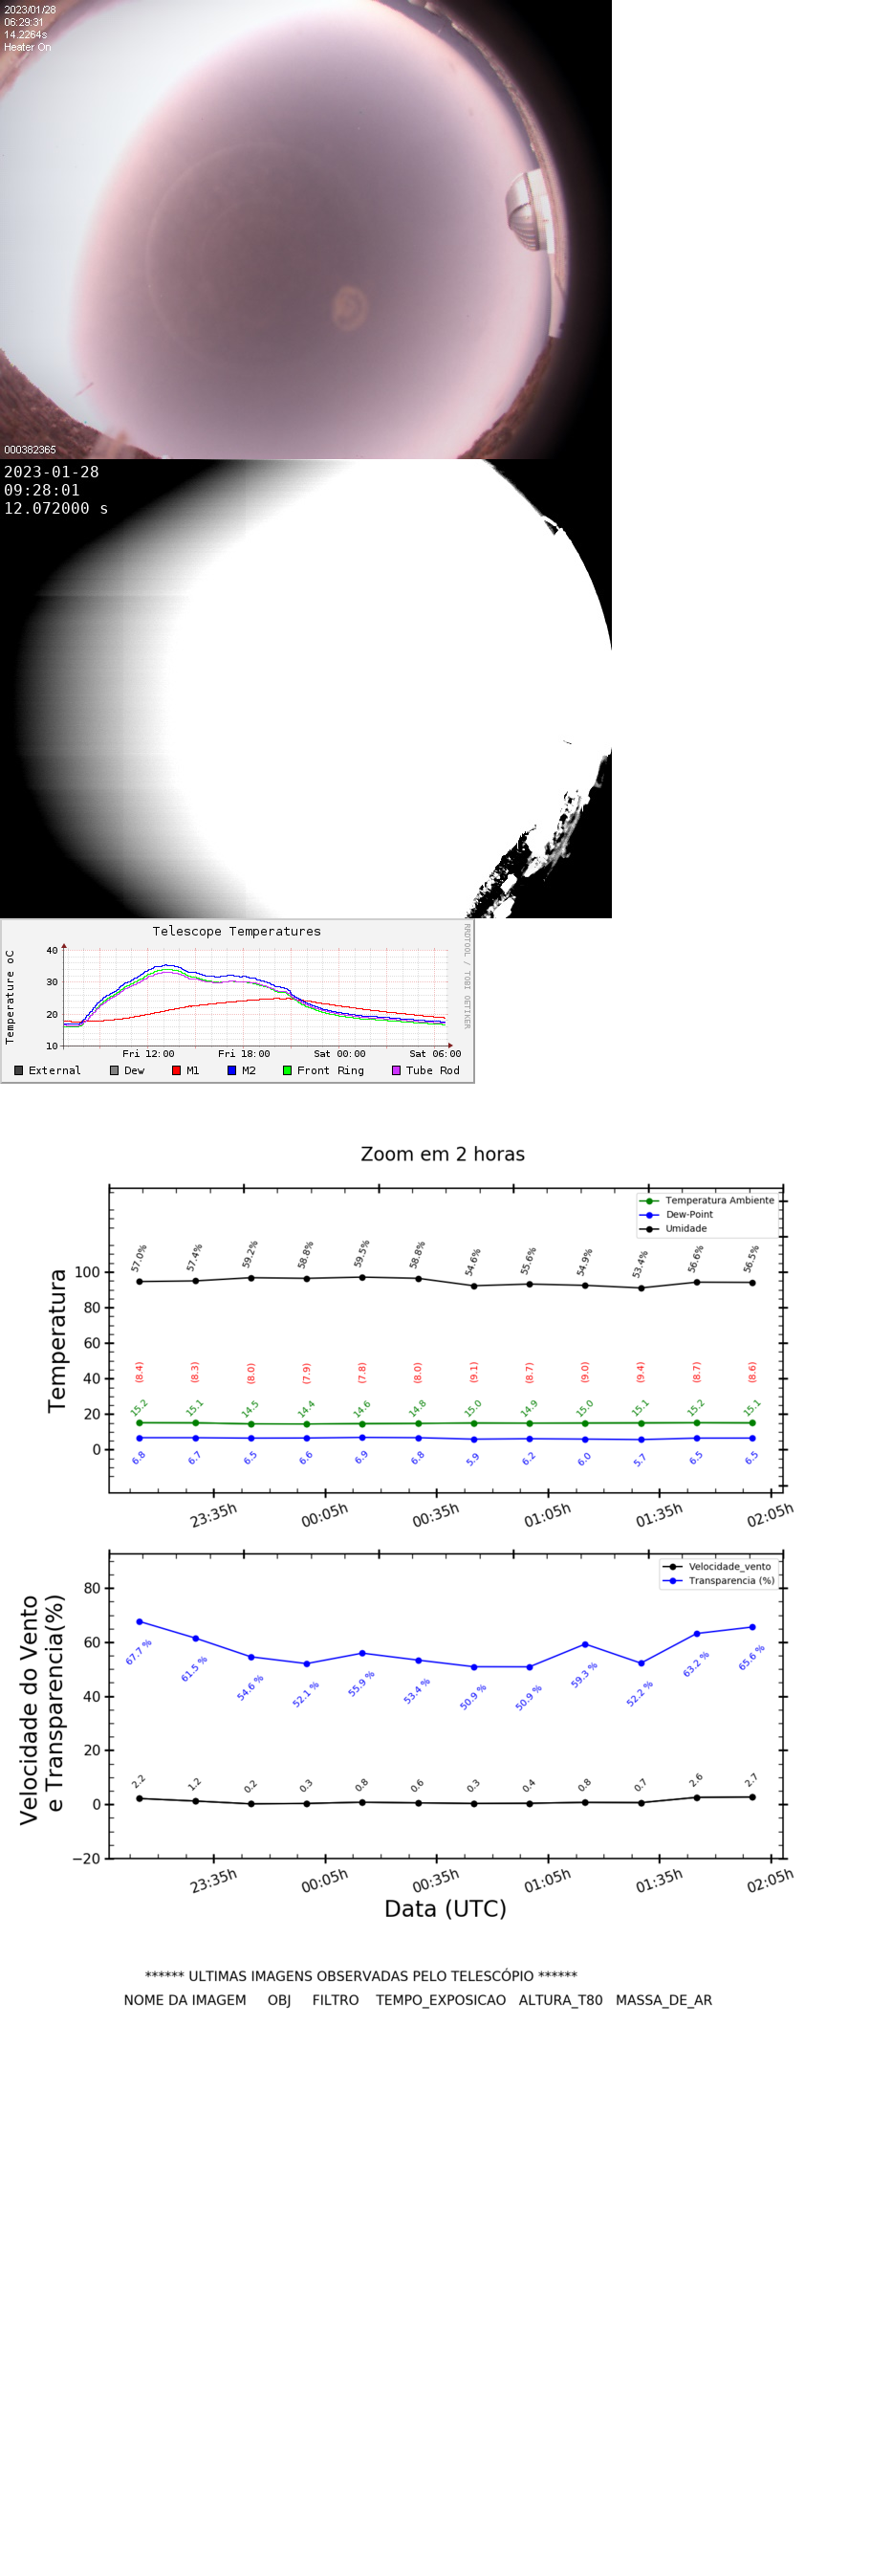 2023/01/28
06:29:31
14.2264s
Heater On
000382365
2023-01-28
09:28:01
12.072000 s
Telescope Temperatures
RRDTOOL / TOBI OETIKER
Temperature oC
40
30
20
10
Fri 12:00 Fri 18:00 Sat 00:00 Sat 06:00
External Dew M1 M2 Front Ring Tube Rod
Zoom em 2 horas
Temperatura Ambiente
Dew-Point
Umidade
Temperatura
100
80
60
40
20
0
57.0% 57.4% 59.2% 58.8% 59.5% 58.8% 54.6% 55.6% 54.9% 53.4% 56.6% 56.5%
(8.4) (8.3) (8.0) (7.9) (7.8) (8.0) (9.1) (8.7) (9.0) (9.4) (8.7) (8.6)
15.2 15.1 14.5 14.4 14.6 14.8 15.0 14.9 15.0 15.1 15.2 15.1
6.8 6.7 6.5 6.6 6.9 6.8 5.9 6.2 6.0 5.7 6.5 6.5
23:35h 00:05h 00:35h 01:05h 01:35h 02:05h
Velocidade_vento
Transparencia (%)
Velocidade do Vento
e Transparencia(%)
80
60
40
20
0
−20
67.7 % 61.5 % 54.6 % 52.1 % 55.9 % 53.4 % 50.9 % 50.9 % 59.3 % 52.2 % 63.2 % 65.6 %
2.2 1.2 0.2 0.3 0.8 0.6 0.3 0.4 0.8 0.7 2.6 2.7
23:35h 00:05h 00:35h 01:05h 01:35h 02:05h
Data (UTC)
****** ULTIMAS IMAGENS OBSERVADAS PELO TELESCÓPIO ******
NOME DA IMAGEM OBJ FILTRO TEMPO_EXPOSICAO ALTURA_T80 MASSA_DE_AR